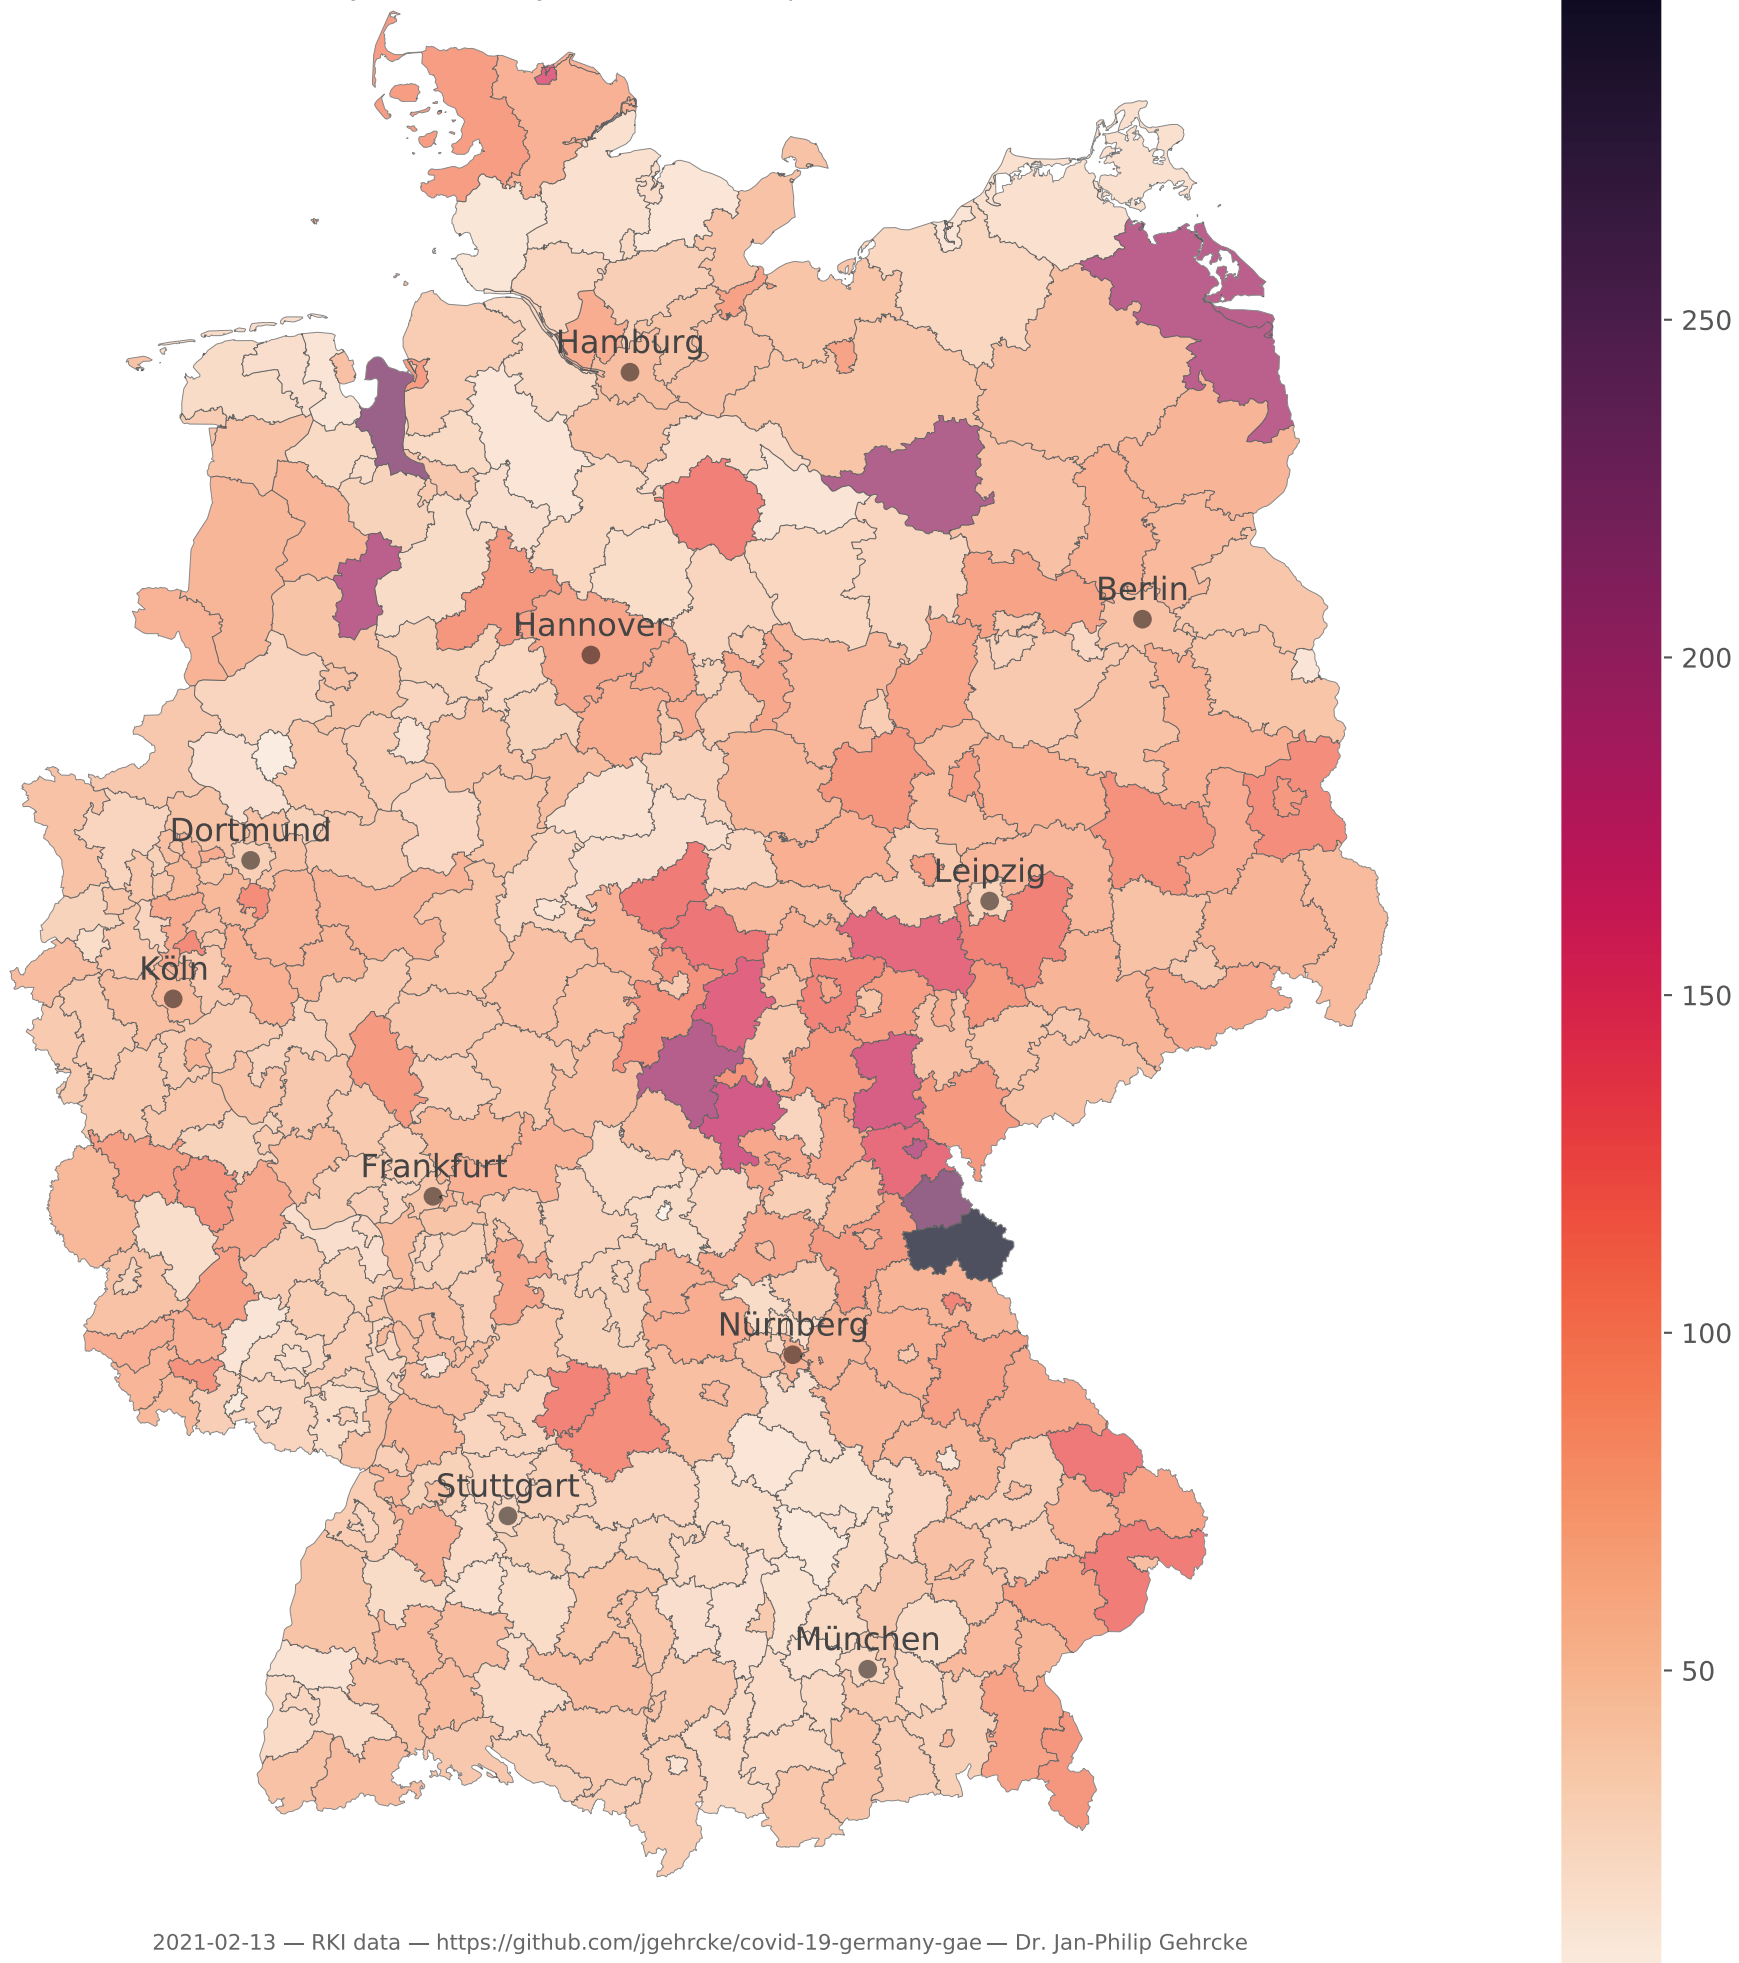 Hamburg
250
Berlin
Hannover
200
Dortmund
Leipzig
Köln
150
Frankfurt
Nürnberg
100
Stuttgart
München
50
2021-02-13 — RKI data — https://github.com/jgehrcke/covid-19-germany-gae — Dr. Jan-Philip Gehrcke